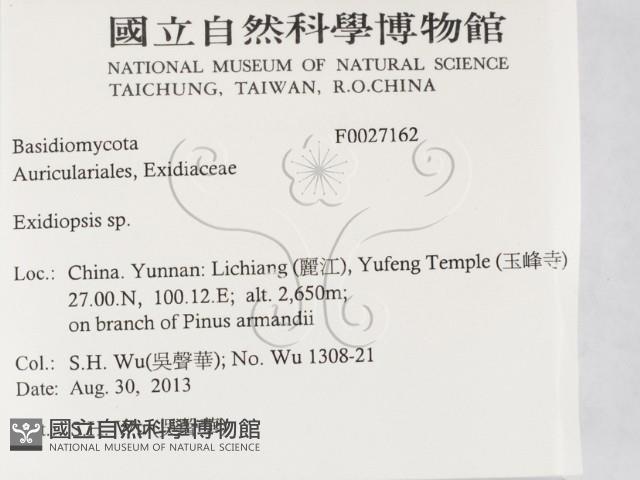 國立自然科學博物館
NATIONAL MUSEUM OF NATURAL SCIENCE
TAICHUNG, TAIWAN, R.O.CHINA
Basidiomycota F0027162
Auriculariales, Exidiaceae
Exidiopsis sp.
Loc.: China. Yunnan: Lichiang (麗江), Yufeng Temple (玉峰寺)
27.00.N, 100.12.E; alt. 2,650m;
on branch of Pinus armandii
Col.: S.H. Wu(吳聲華); No. Wu 1308-21
Date: Aug. 30, 2013
國立自然科學博物館
NATIONAL MUSEUM OF NATURAL SCIENCE